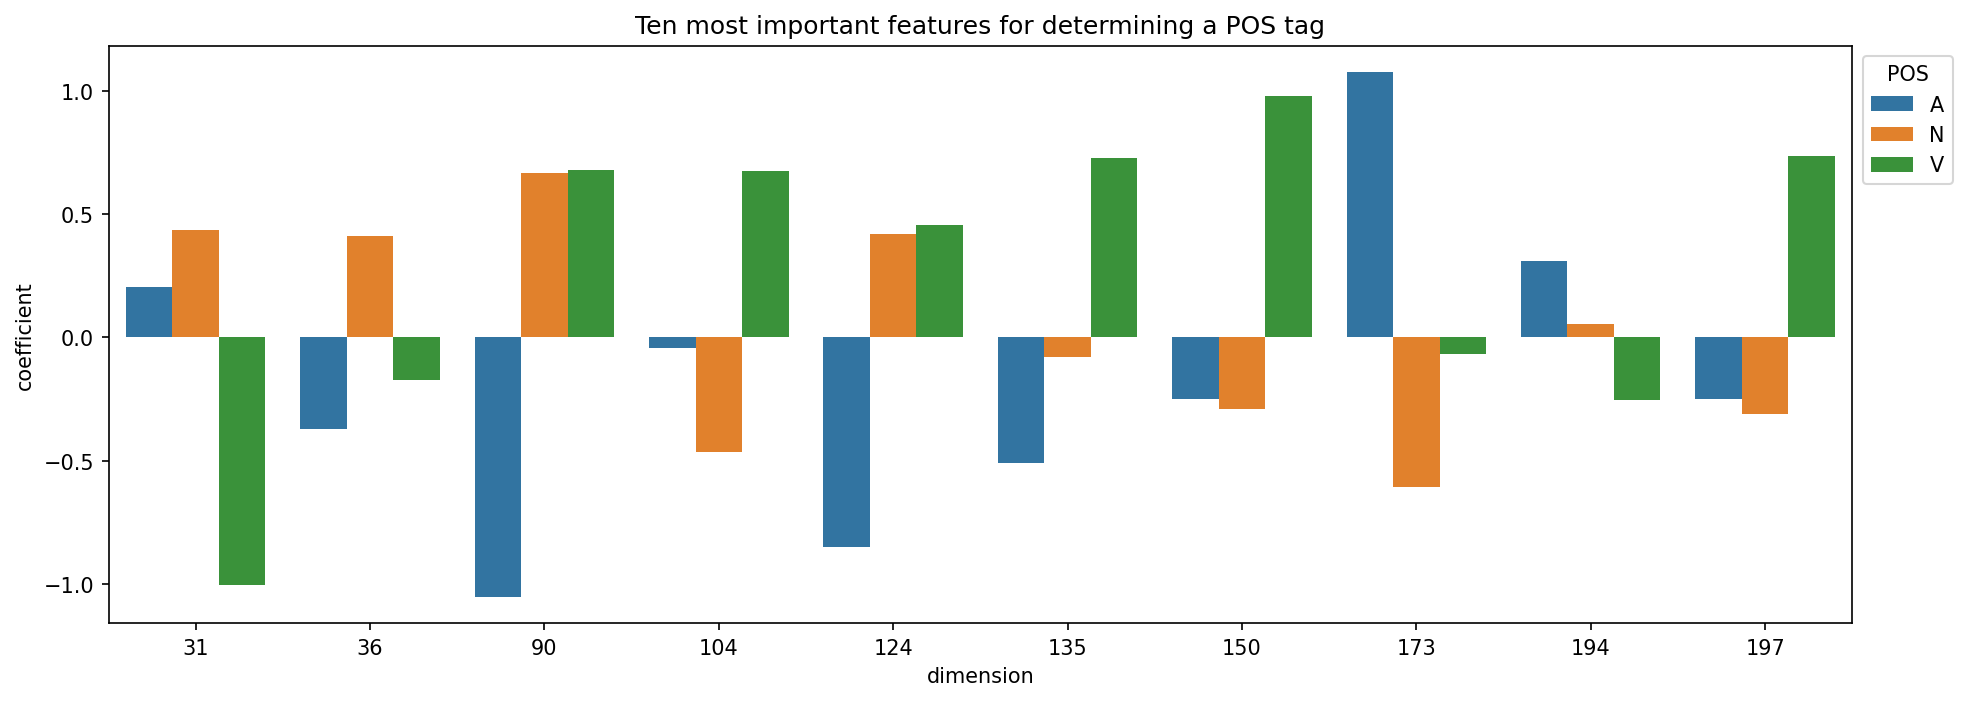 Ten most important features for determining a POS tag
POS
A
N
V
1.0
0.5
0.0
−0.5
−1.0
coefficient
31 36 90 104 124 135 150 173 194 197
dimension